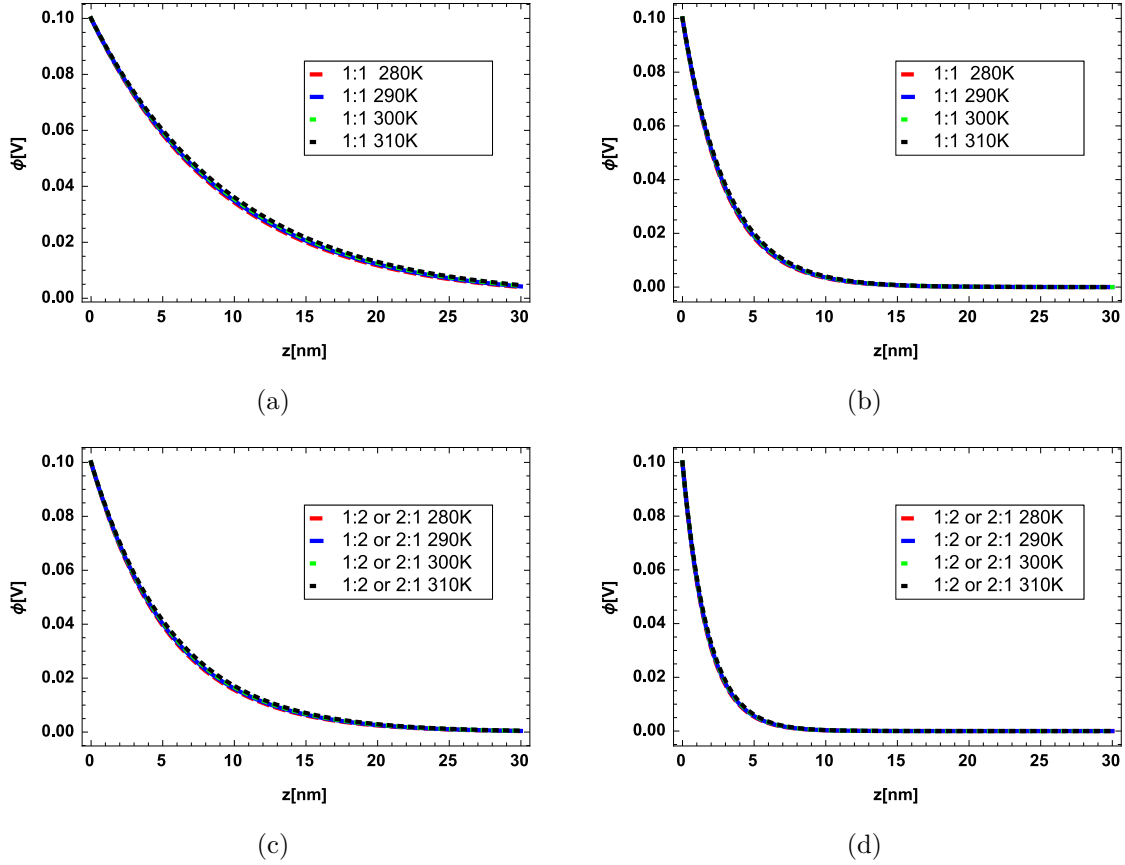 0.10
0.08
0.06
0.04
0.02
0.00
ϕ[V]
0 5 10 15 20 25 30
z[nm]
1:1 280K
1:1 290K
1:1 300K
1:1 310K
(a)
0.10
0.08
0.06
0.04
0.02
0.00
ϕ[V]
0 5 10 15 20 25 30
z[nm]
1:1 280K
1:1 290K
1:1 300K
1:1 310K
(b)
0.10
0.08
0.06
0.04
0.02
0.00
ϕ[V]
0 5 10 15 20 25 30
z[nm]
1:2 or 2:1 280K
1:2 or 2:1 290K
1:2 or 2:1 300K
1:2 or 2:1 310K
(c)
0.10
0.08
0.06
0.04
0.02
0.00
ϕ[V]
0 5 10 15 20 25 30
z[nm]
1:2 or 2:1 280K
1:2 or 2:1 290K
1:2 or 2:1 300K
1:2 or 2:1 310K
(d)